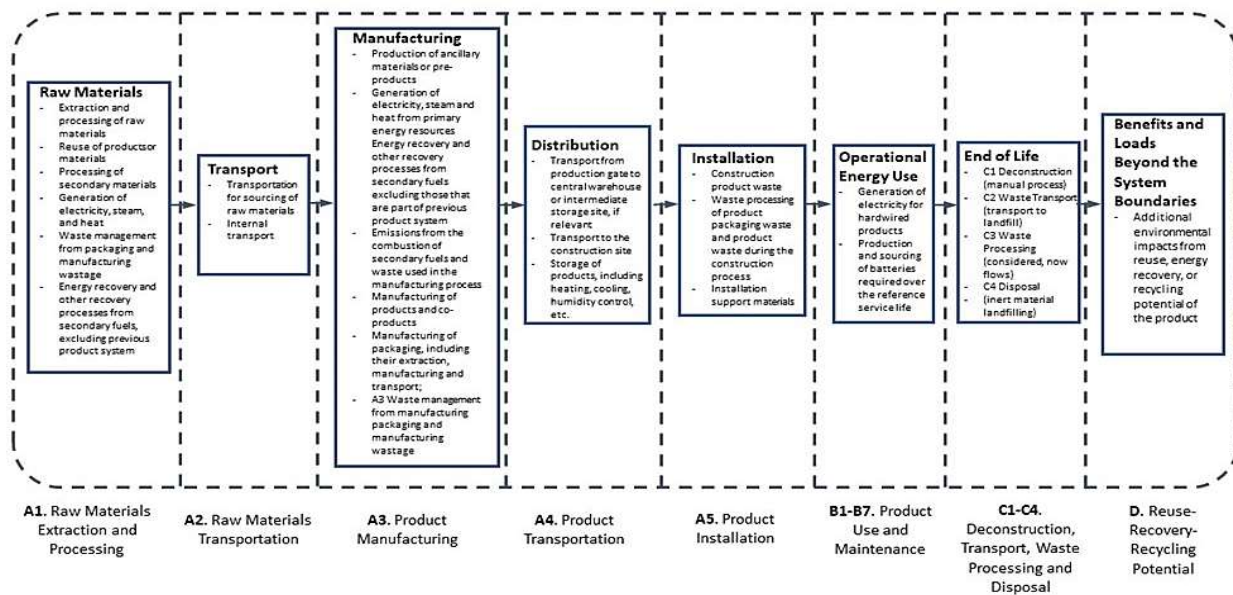 Raw Materials
- Extraction and
processing of raw
materials
- Reuse of productsor
materials
- Processing of
secondary materials
- Generation of
electricity, steam,
and heat
- Waste management
from packaging and
manufacturing
wastage
- Energy recovery and
other recovery
processes from
secondary fuels,
excluding previous
product system
Transport
- Transportation
for sourcing of raw
materials
- Internal
transport
Manufacturing
- Production of ancillary
materials or pre-
products
- Generation of
electricity, steam and
heat from primary
energy resources
Energy recovery and
other recovery
processes from
secondary fuels
excluding those that
are part of previous
product system
- Emissions from the
combustion of
secondary fuels and
waste used in the
manufacturing process
- Manufacturing of
products and co-
products
- Manufacturing of
packaging, including
their extraction,
manufacturing and
transport;
- A3 Waste management
from manufacturing
packaging and
manufacturing
wastage
Distribution
- Transport from
production gate to
central warehouse
or intermediate
storage site, if
relevant
- Transport to the
construction site
- Storage of
products, including
heating, cooling,
humidity control,
etc.
Installation
- Construction
product waste
- Waste processing of
product
packaging waste
and product
waste during the
construction
process
- Installation
support materials
Operational
Energy Use
- Generation of
electricity for
hardwired
products
- Production
and sourcing
of batteries
required over
the reference
service life
End of Life
- C1 Deconstruction
(manual process)
- C2 Waste Transport
(transport to
landfill)
- C3 Waste
Processing
(considered, now
flows)
- C4 Disposal
- (inert material
landfilling)
Benefits and
Loads
Beyond the
System
Boundaries
- Additional
environmental
impacts from
reuse, energy
recovery, or
recycling
potential of
the product
A1. Raw Materials
Extraction and
Processing
A2. Raw Materials
Transportation
A3. Product
Manufacturing
A4. Product
Transportation
A5. Product
Installation
B1-B7. Product
Use and
Maintenance
C1-C4.
Deconstruction,
Transport, Waste
Processing and
Disposal
D. Reuse-
Recovery-
Recycling
Potential